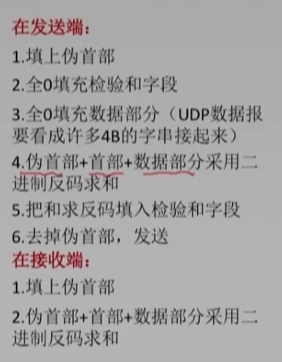 在发送端：
1.填上伪首部
2.全0填充检验和字段
3.全0填充数据部分（UDP数据报
要看成许多4B的字串接起来）
4.伪首部+首部+数据部分采用二
进制反码求和
5.把和求反码填入检验和字段
6.去掉伪首部，发送
在接收端：
1.填上伪首部
2.伪首部+首部+数据部分采用二
进制反码求和